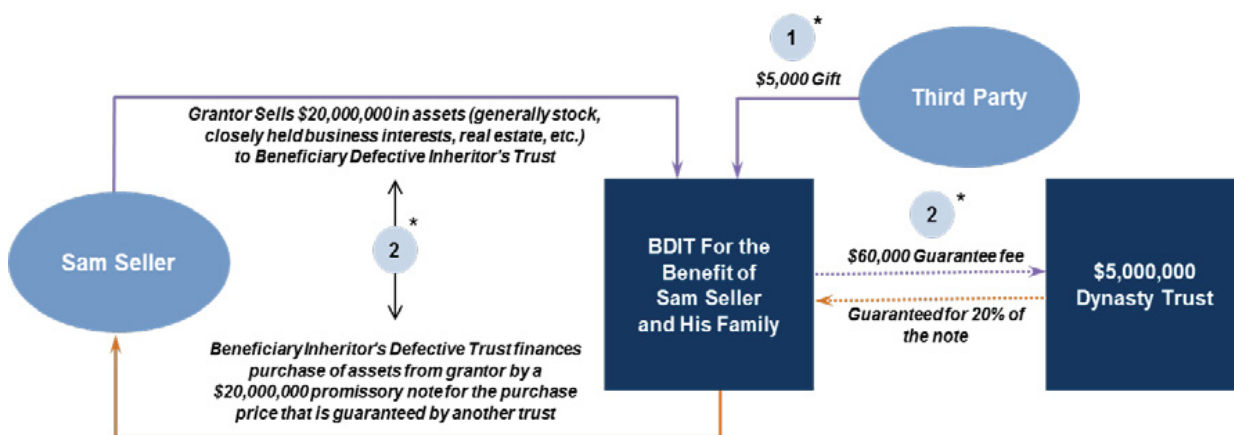 1 *
$5,000 Gift
Third Party
Grantor Sells $20,000,000 in assets (generally stock,
closely held business interests, real estate, etc.)
to Beneficiary Defective Inheritor's Trust
2 *
Sam Seller
BDIT For the
Benefit of
Sam Seller
and His Family
2 *
$60,000 Guarantee fee
Guaranteed for 20% of
the note
$5,000,000
Dynasty Trust
Beneficiary Inheritor's Defective Trust finances
purchase of assets from grantor by a
$20,000,000 promissory note for the purchase
price that is guaranteed by another trust